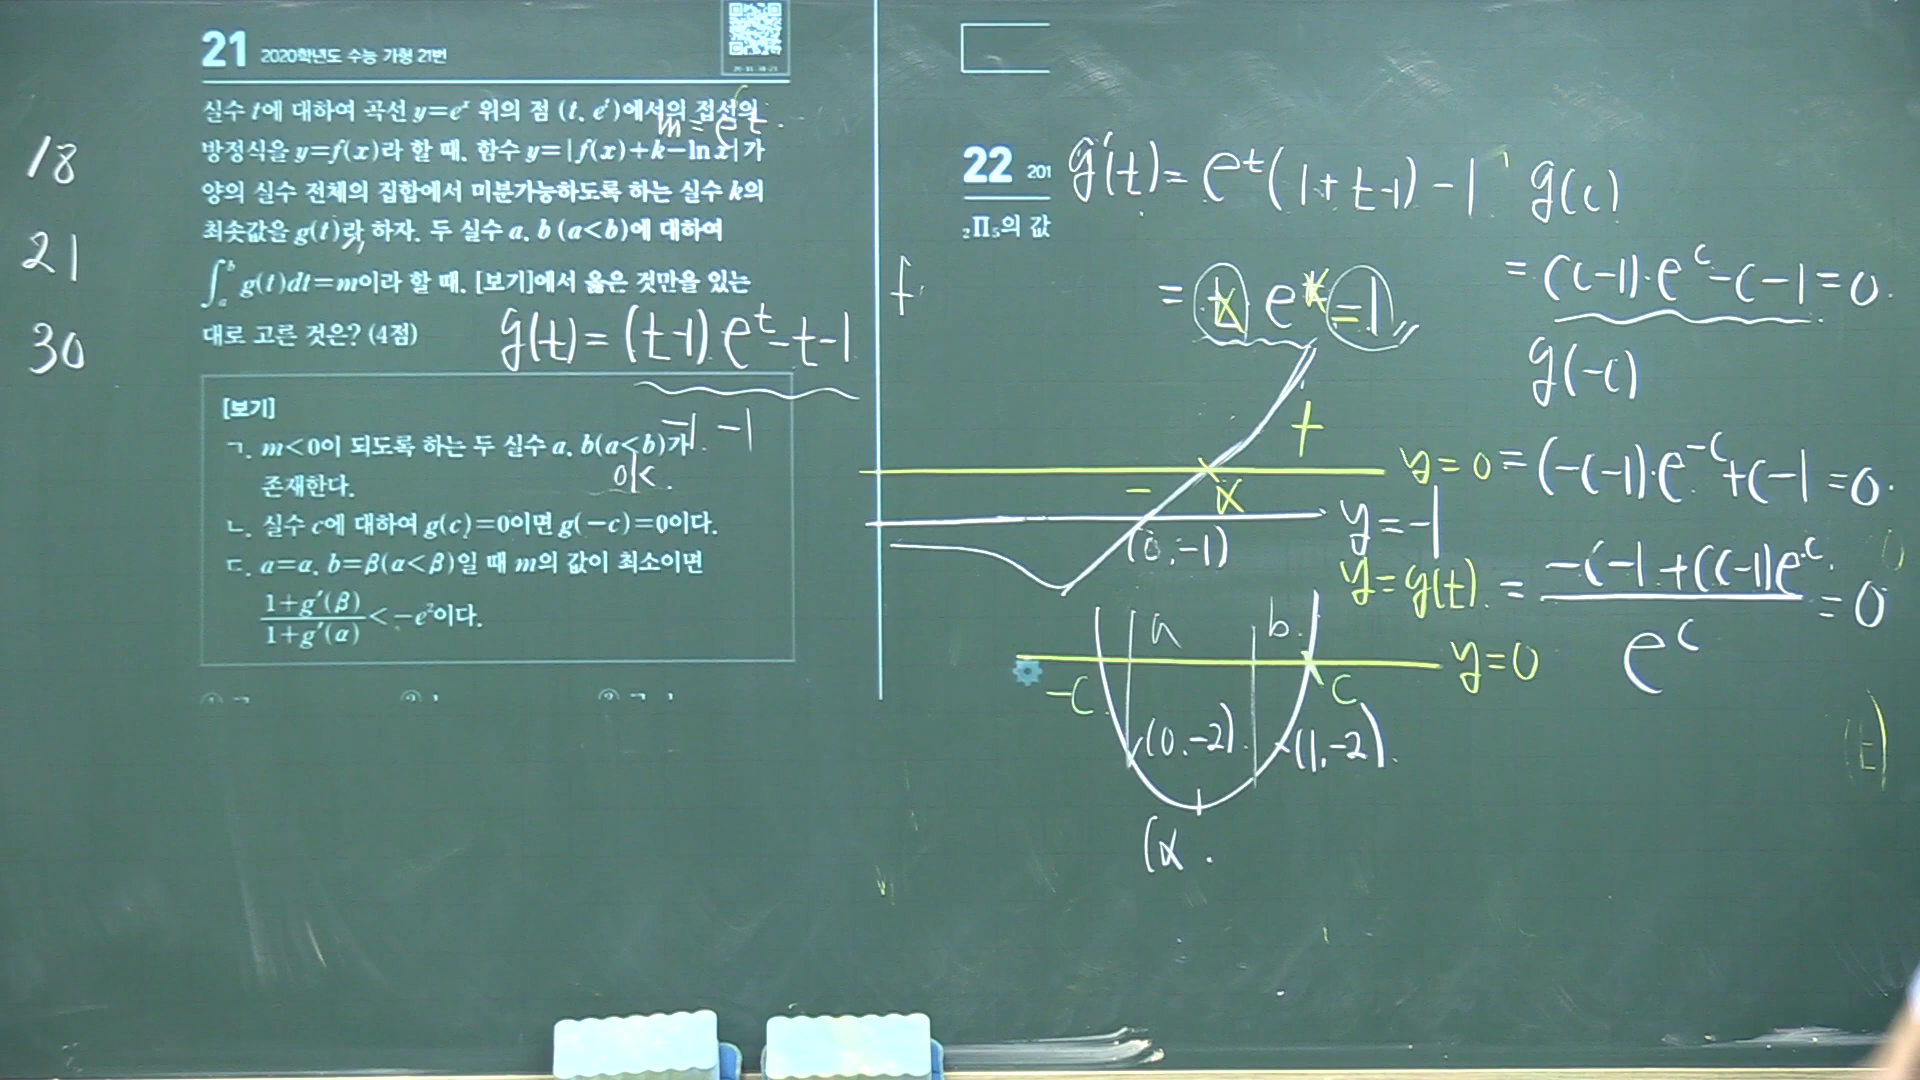 21 2020학년도 수능 가형 21번
실수 t에 대하여 곡선 y=eˣ 위의 점 (t, eᵗ)에서의 접선의
m=eᵗ.
방정식을 y=f(x)라 할 때, 함수 y=|f(x)+k-ln x|가
양의 실수 전체의 집합에서 미분가능하도록 하는 실수 k의
최솟값을 g(t)라 하자. 두 실수 a, b (a<b)에 대하여
∫ₐᵇ g(t)dt=m이라 할 때, [보기]에서 옳은 것만을 있는
대로 고른 것은? (4점)
g(t)=(t-1)eᵗ-t-1
-1 -1
[보기]
ㄱ. m<0이 되도록 하는 두 실수 a, b(a<b)가
존재한다.
ok.
ㄴ. 실수 c에 대하여 g(c)=0이면 g(-c)=0이다.
ㄷ. a=α, b=β(α<β)일 때 m의 값이 최소이면
(1+g′(β))/(1+g′(α)) < -e²이다.
① ㄱ
18
21
30
22 201
₂Π₅의 값
g′(t)=eᵗ(1+t-1)-1
+
-
α
y=0
y=-1
(0,-1)
y=g(t)
a b
y=0
-c c
(0,-2) (1,-2)
(α
g(c)
=(c-1)·eᶜ-c-1=0.
g(-c)
=(-c-1)·e⁻ᶜ+c-1=0.
=(-c-1+(c-1)eᶜ)/eᶜ=0